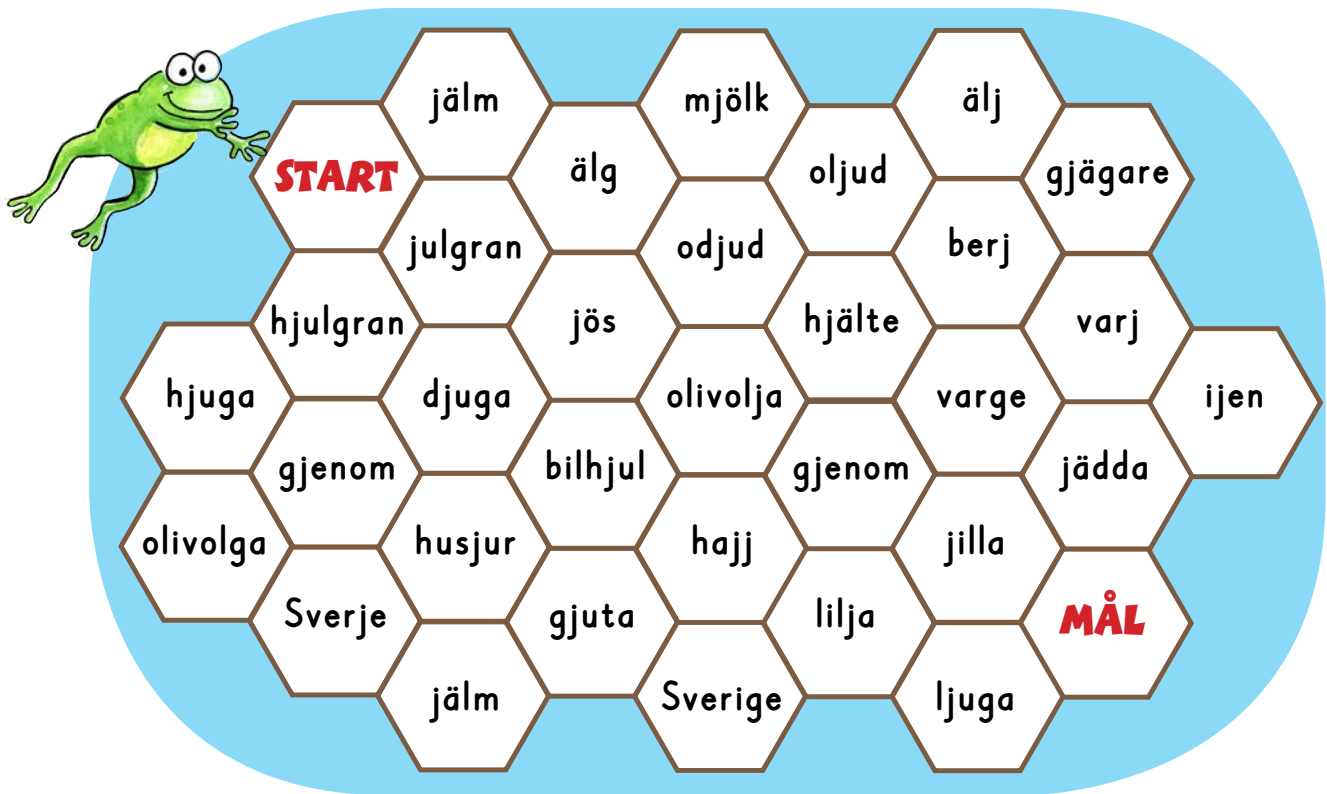 jälm
mjölk
älj
START
älg
oljud
gjägare
julgran
odjud
berj
hjulgran
jös
hjälte
varj
hjuga
djuga
olivolja
varge
ijen
gjenom
bilhjul
gjenom
jädda
olivolga
husjur
hajj
jilla
Sverje
gjuta
lilja
MÅL
jälm
Sverige
ljuga